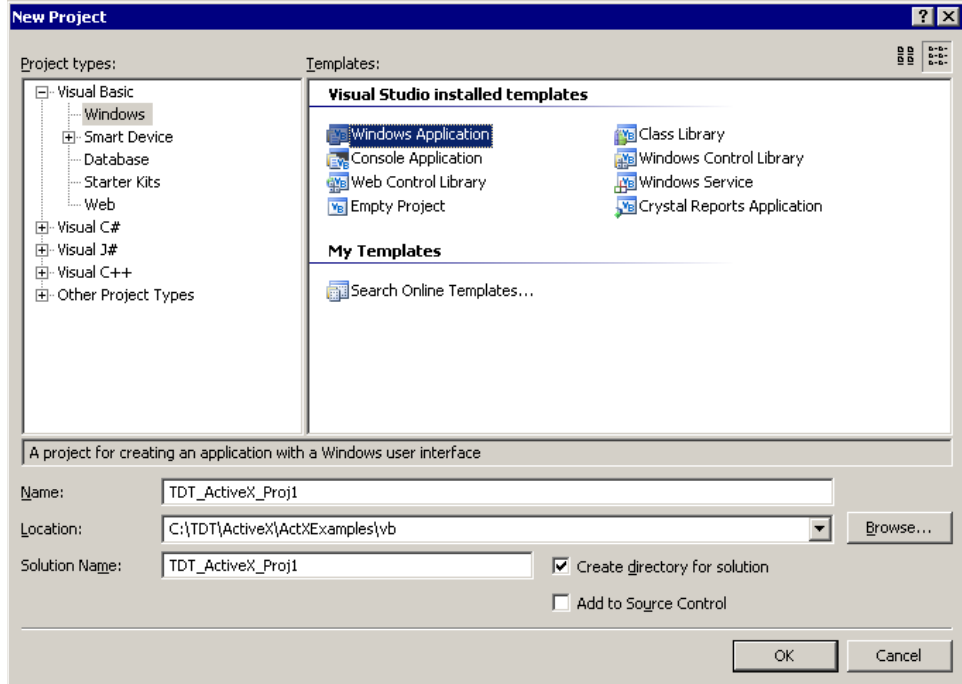 New Project
Project types:
Templates:
Visual Basic
Windows
Smart Device
Database
Starter Kits
Web
Visual C#
Visual J#
Visual C++
Other Project Types
Visual Studio installed templates
Windows Application
Class Library
Console Application
Windows Control Library
Web Control Library
Windows Service
Empty Project
Crystal Reports Application
My Templates
Search Online Templates...
A project for creating an application with a Windows user interface
Name:
TDT_ActiveX_Proj1
Location:
C:\TDT\ActiveX\ActXExamples\vb
Browse...
Solution Name:
TDT_ActiveX_Proj1
Create directory for solution
Add to Source Control
OK
Cancel